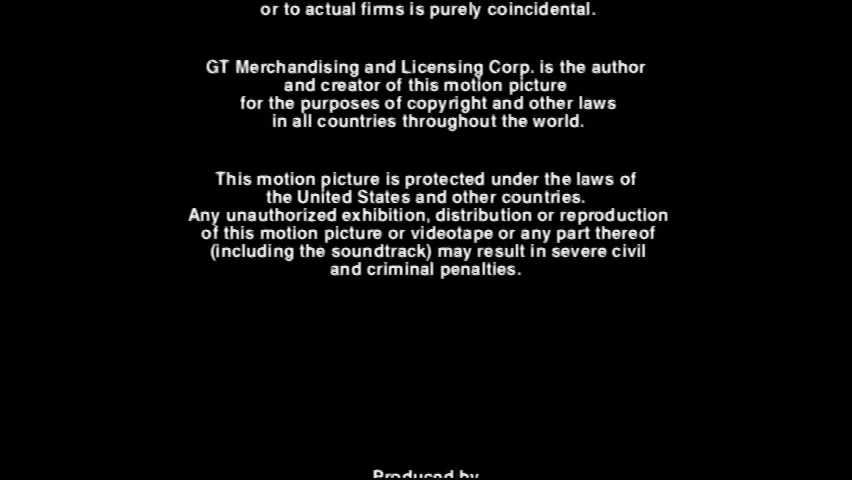 or to actual firms is purely coincidental.
GT Merchandising and Licensing Corp. is the author
and creator of this motion picture
for the purposes of copyright and other laws
in all countries throughout the world.
This motion picture is protected under the laws of
the United States and other countries.
Any unauthorized exhibition, distribution or reproduction
of this motion picture or videotape or any part thereof
(including the soundtrack) may result in severe civil
and criminal penalties.
Produced by